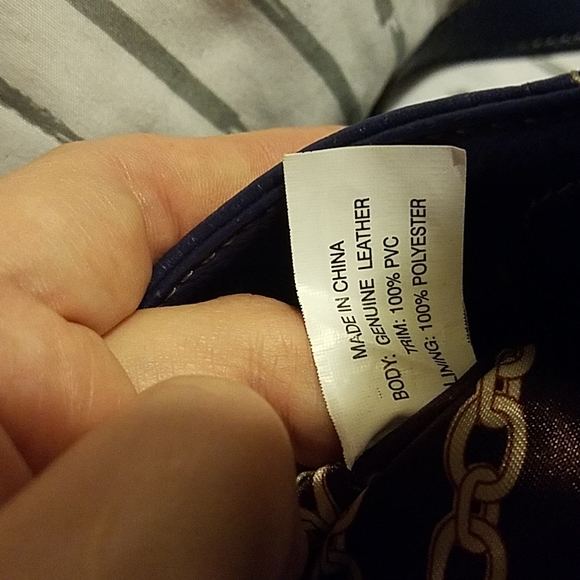 MADE IN CHINA
BODY: GENUINE LEATHER
TRIM: 100% PVC
LINING: 100% POLYESTER